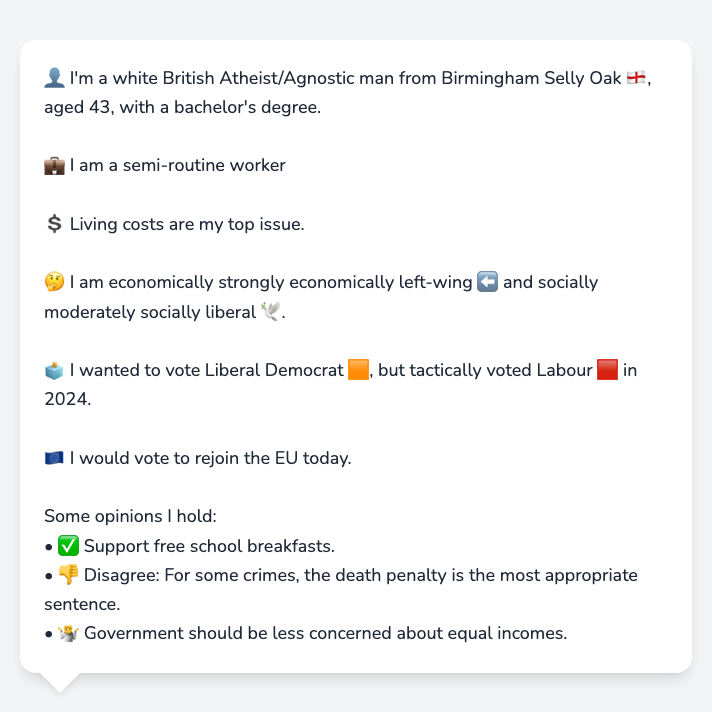 👤 I'm a white British Atheist/Agnostic man from Birmingham Selly Oak 🏴󠁧󠁢󠁥󠁮󠁧󠁿,
aged 43, with a bachelor's degree.
💼 I am a semi-routine worker
💲 Living costs are my top issue.
🤔 I am economically strongly economically left-wing ⬅️ and socially
moderately socially liberal 🕊️.
🗳️ I wanted to vote Liberal Democrat 🟧, but tactically voted Labour 🟥 in
2024.
🇪🇺 I would vote to rejoin the EU today.
Some opinions I hold:
• ✅ Support free school breakfasts.
• 👎 Disagree: For some crimes, the death penalty is the most appropriate
sentence.
• 🤷 Government should be less concerned about equal incomes.